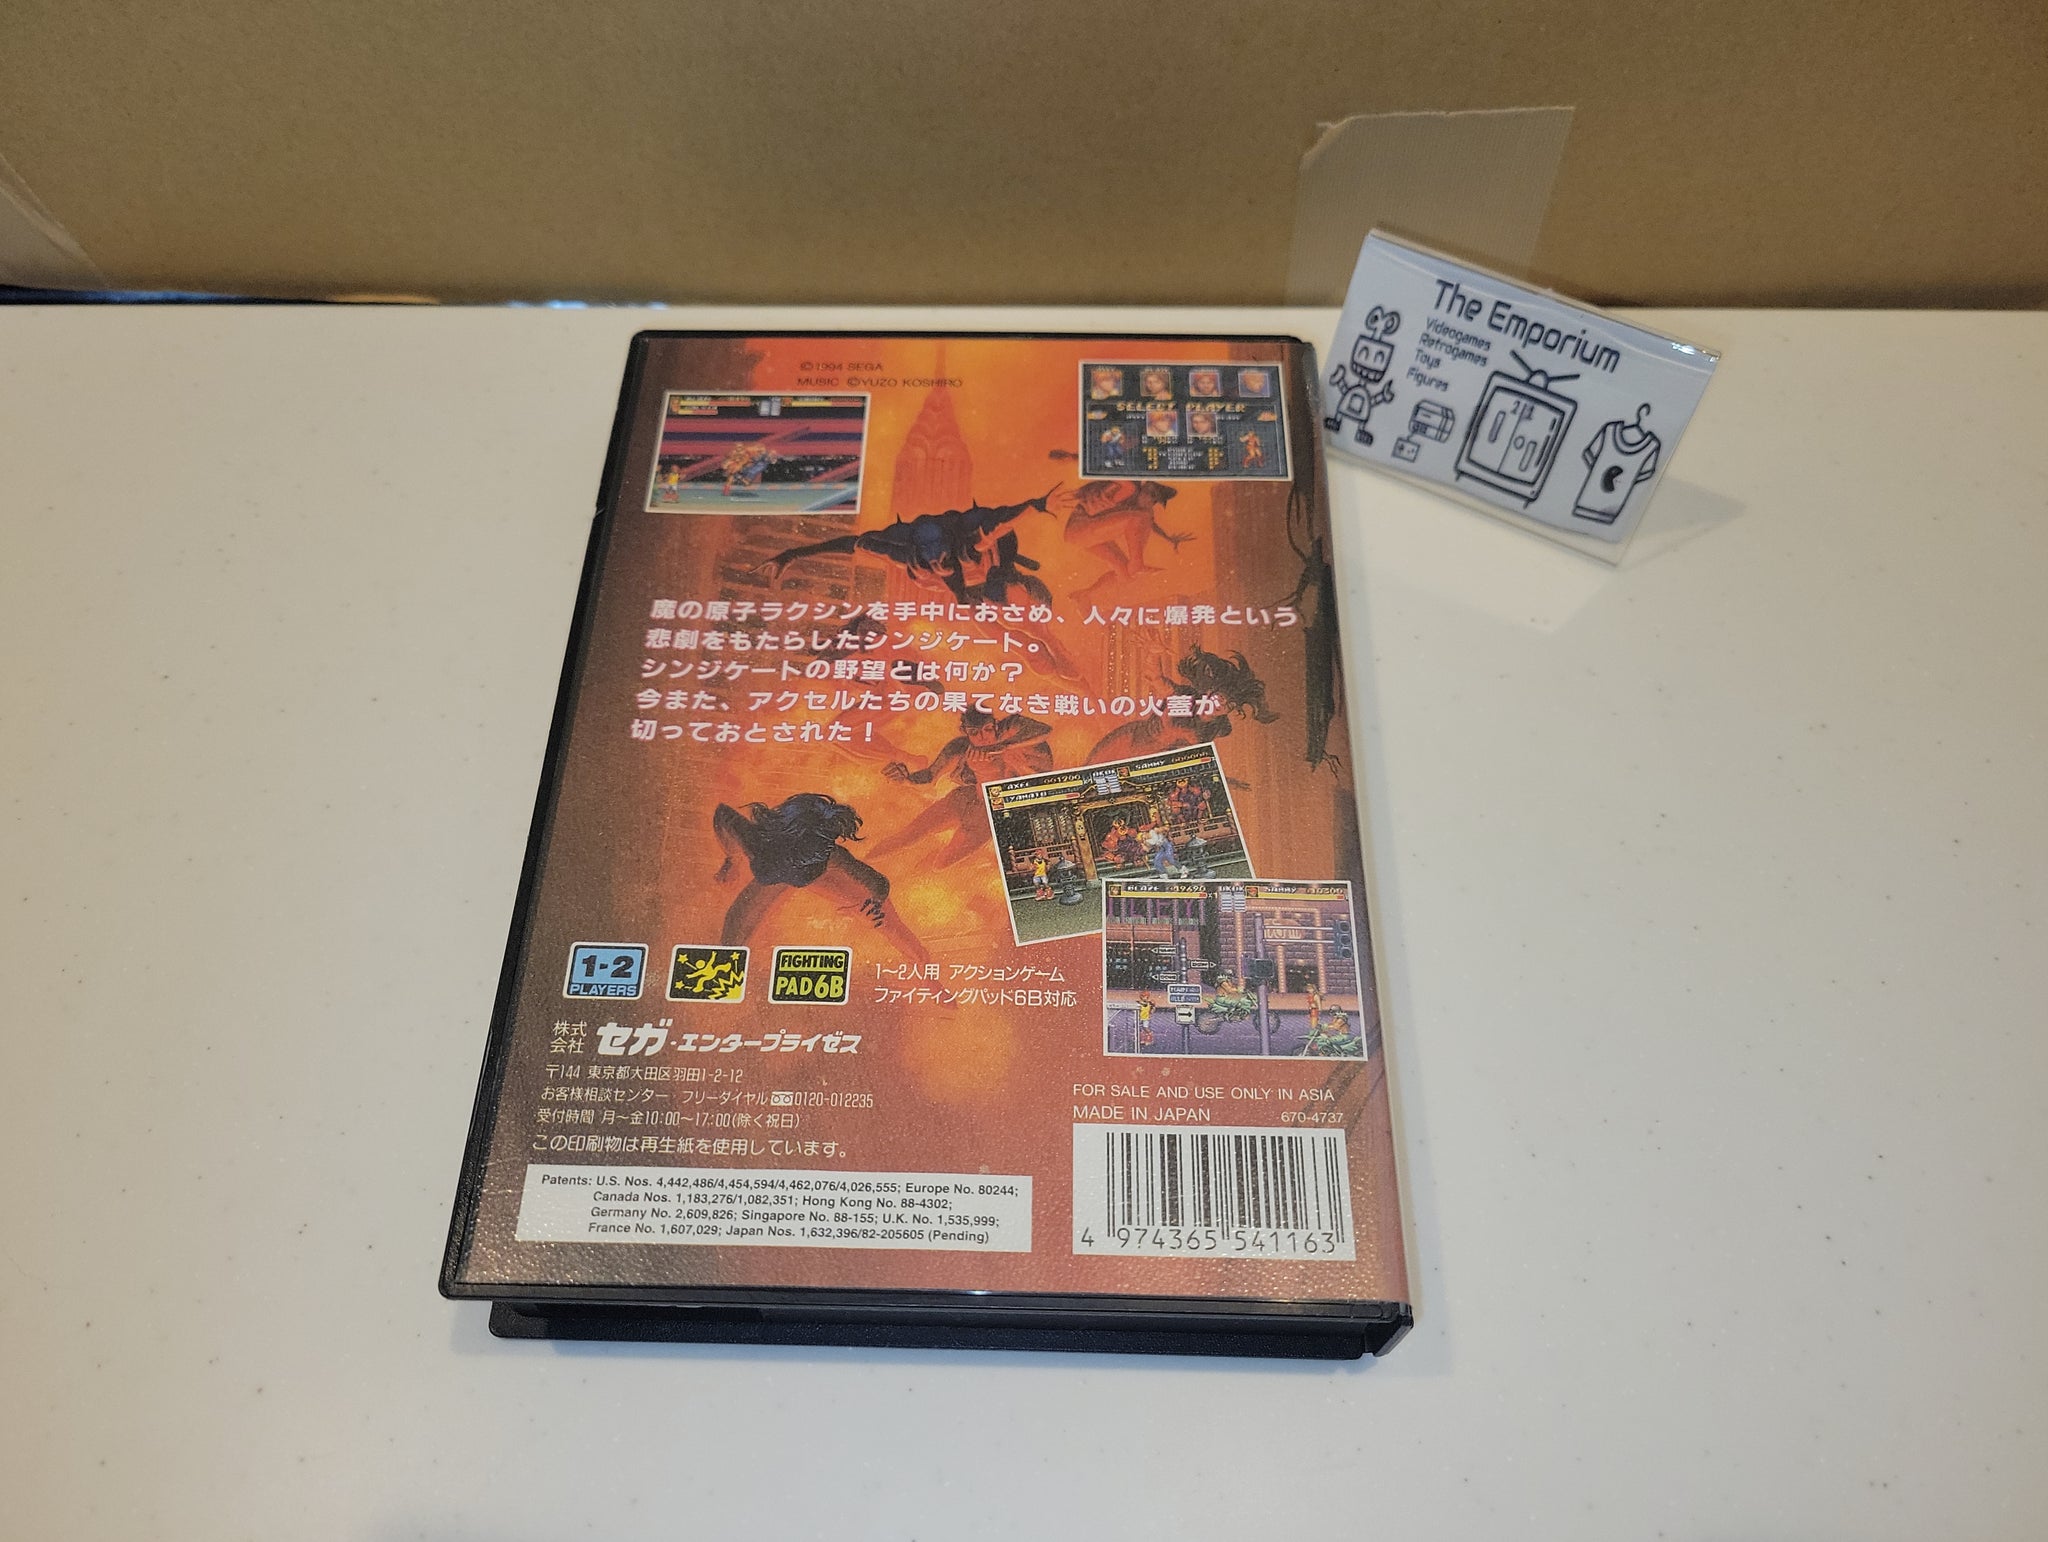 The Emporium
Videogames
Retrogames
Toys
Figures
©1994 SEGA
MUSIC ©YUZO KOSHIRO
SELECT PLAYER
魔の原子ラクシンを手中におさめ、人々に爆発という
悲劇をもたらしたシンジケート。
シンジケートの野望とは何か？
今また、アクセルたちの果てなき戦いの火蓋が
切っておとされた！
AXEL 001200 SAMMY 000000
YAMATO
BLAZE 49690 SAMMY 10300
1-2
PLAYERS
FIGHTING
PAD 6B
1〜2人用 アクションゲーム
ファイティングパッド6B対応
株式会社 セガ・エンタープライゼス
〒144 東京都大田区羽田1-2-12
お客様相談センター フリーダイヤル 0120-012235
受付時間 月〜金10:00〜17:00(除く祝日)
この印刷物は再生紙を使用しています。
FOR SALE AND USE ONLY IN ASIA
MADE IN JAPAN 670-4737
Patents: U.S. Nos. 4,442,486/4,454,594/4,462,076/4,026,555; Europe No. 80244;
Canada Nos. 1,183,276/1,082,351; Hong Kong No. 88-4302;
Germany No. 2,609,826; Singapore No. 88-155; U.K. No. 1,535,999;
France No. 1,607,029; Japan Nos. 1,632,396/82-205605 (Pending)
4 974365 541163